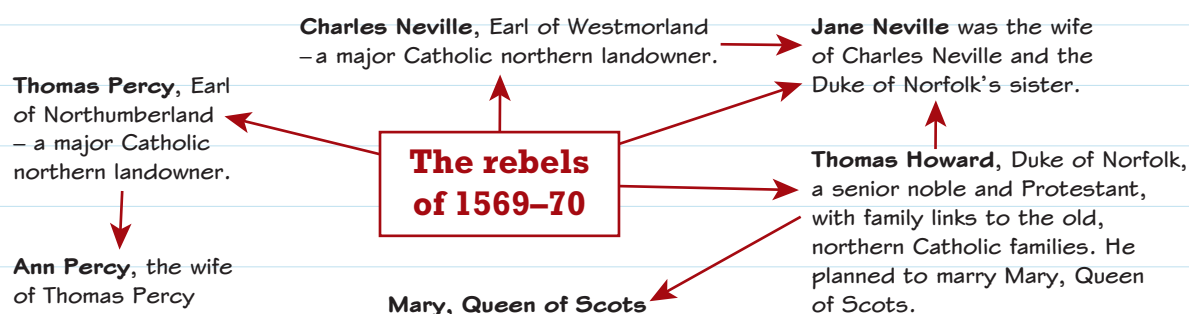 Charles Neville, Earl of Westmorland
– a major Catholic northern landowner.
Jane Neville was the wife
of Charles Neville and the
Duke of Norfolk's sister.
Thomas Percy, Earl
of Northumberland
– a major Catholic
northern landowner.
The rebels
of 1569–70
Thomas Howard, Duke of Norfolk,
a senior noble and Protestant,
with family links to the old,
northern Catholic families. He
planned to marry Mary, Queen
of Scots.
Ann Percy, the wife
of Thomas Percy
Mary, Queen of Scots